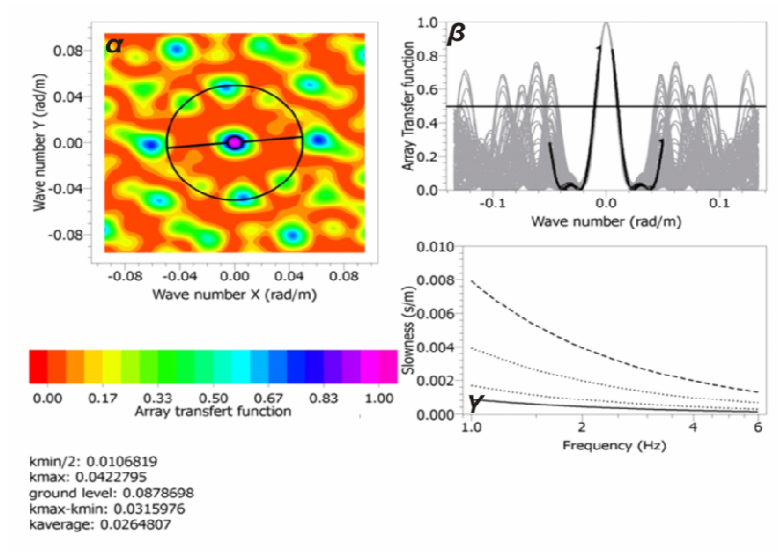 α
0.08
0.04
0.00
-0.04
-0.08
Wave number Y (rad/m)
-0.08 -0.04 0.00 0.04 0.08
Wave number X (rad/m)
β
1.0
0.8
0.6
0.4
0.2
0.0
Array Transfer function
-0.1 0.0 0.1
Wave number (rad/m)
0.010
0.008
0.006
0.004
0.002
0.000
Slowness (s/m)
γ
1.0 2 4 6
Frequency (Hz)
0.00 0.17 0.33 0.50 0.67 0.83 1.00
Array transfert function
kmin/2: 0.0106819
kmax: 0.0422795
ground level: 0.0878698
kmax-kmin: 0.0315976
kaverage: 0.0264807